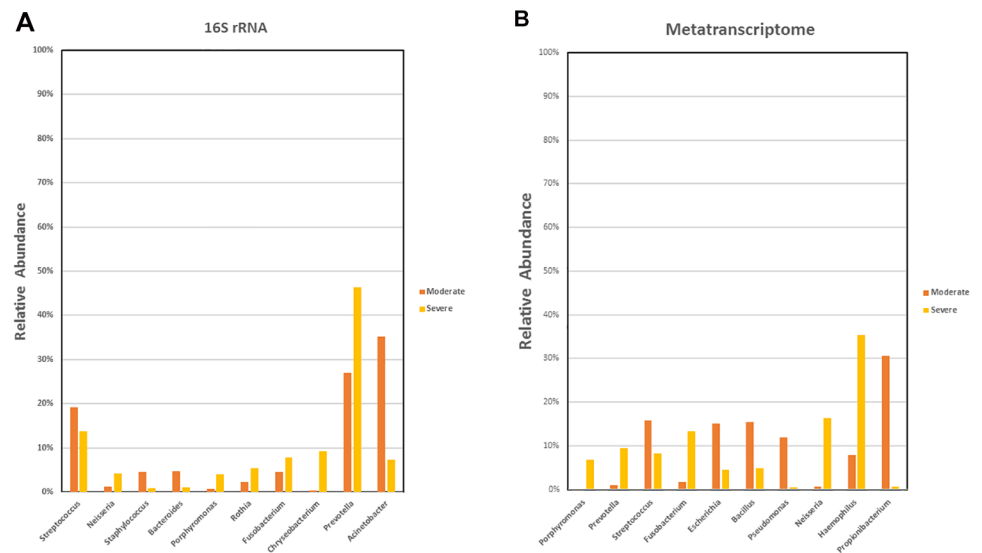 A
16S rRNA
Relative Abundance
100%
90%
80%
70%
60%
50%
40%
30%
20%
10%
0%
Streptococcus
Neisseria
Staphylococcus
Bacteroides
Porphyromonas
Rothia
Fusobacterium
Chryseobacterium
Prevotella
Acinetobacter
Moderate
Severe
B
Metatranscriptome
Relative Abundance
100%
90%
80%
70%
60%
50%
40%
30%
20%
10%
0%
Porphyromonas
Prevotella
Streptococcus
Fusobacterium
Escherichia
Bacillus
Pseudomonas
Neisseria
Haemophilus
Propionibacterium
Moderate
Severe